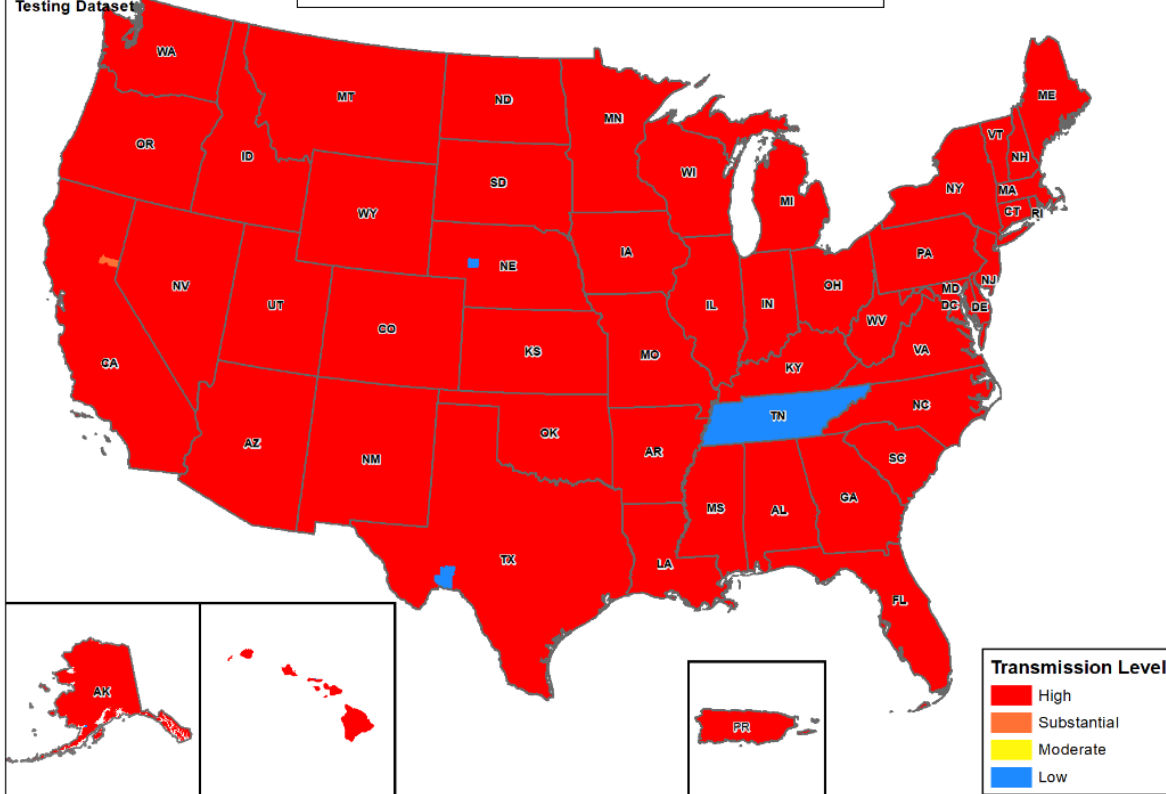 Testing Dataset
WA
MT
ND
MN
ME
OR
ID
SD
WI
VT
NH
WY
MI
NY
MA
CT
RI
IA
NE
PA
NV
UT
CO
IL
IN
OH
NJ
MD
DC
DE
WV
KS
MO
KY
VA
CA
TN
NC
AZ
NM
OK
AR
SC
MS
AL
GA
TX
LA
FL
AK
PR
Transmission Level
High
Substantial
Moderate
Low